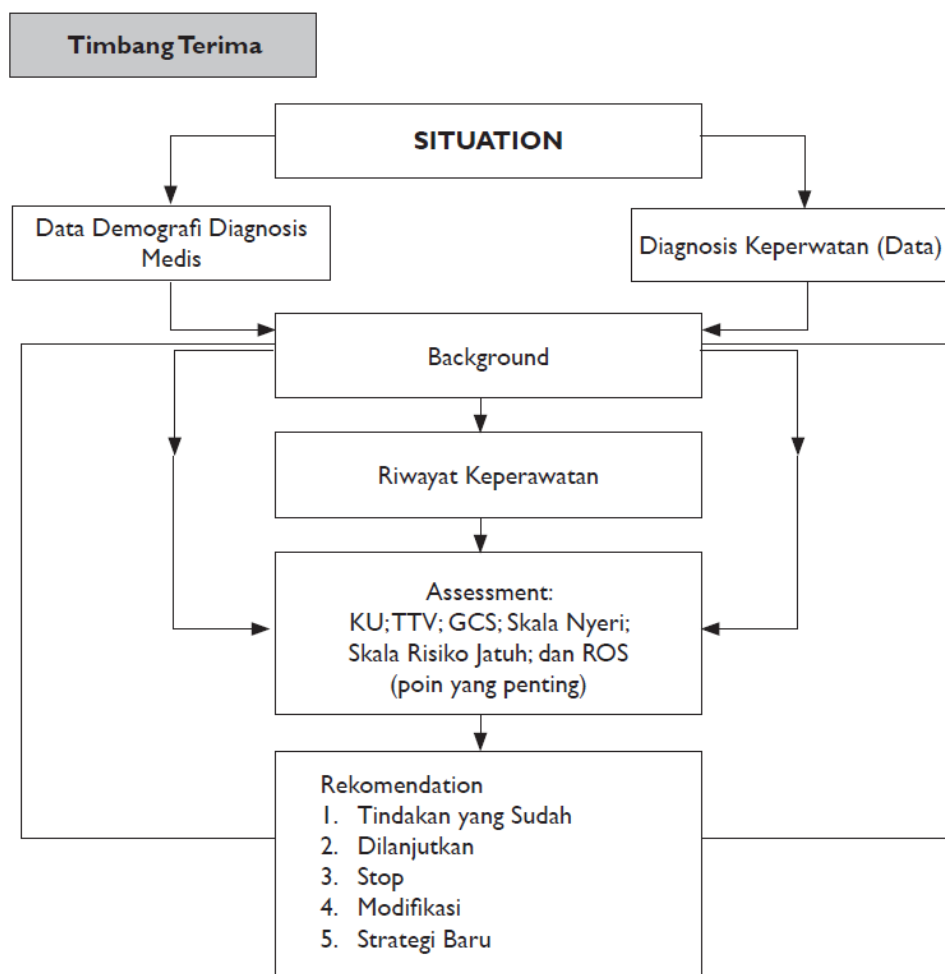 Timbang Terima
SITUATION
Data Demografi Diagnosis
Medis
Diagnosis Keperwatan (Data)
Background
Riwayat Keperawatan
Assessment:
KU; TTV; GCS; Skala Nyeri;
Skala Risiko Jatuh; dan ROS
(poin yang penting)
Rekomendation
1. Tindakan yang Sudah
2. Dilanjutkan
3. Stop
4. Modifikasi
5. Strategi Baru